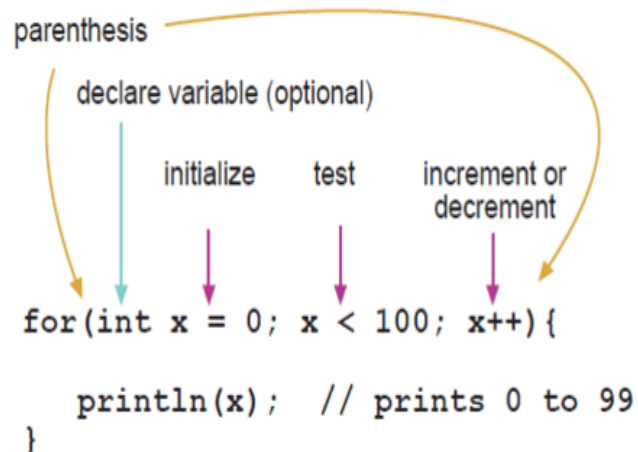 parenthesis
declare variable (optional)
initialize test increment or
decrement
for(int x = 0; x < 100; x++){
println(x); // prints 0 to 99
}